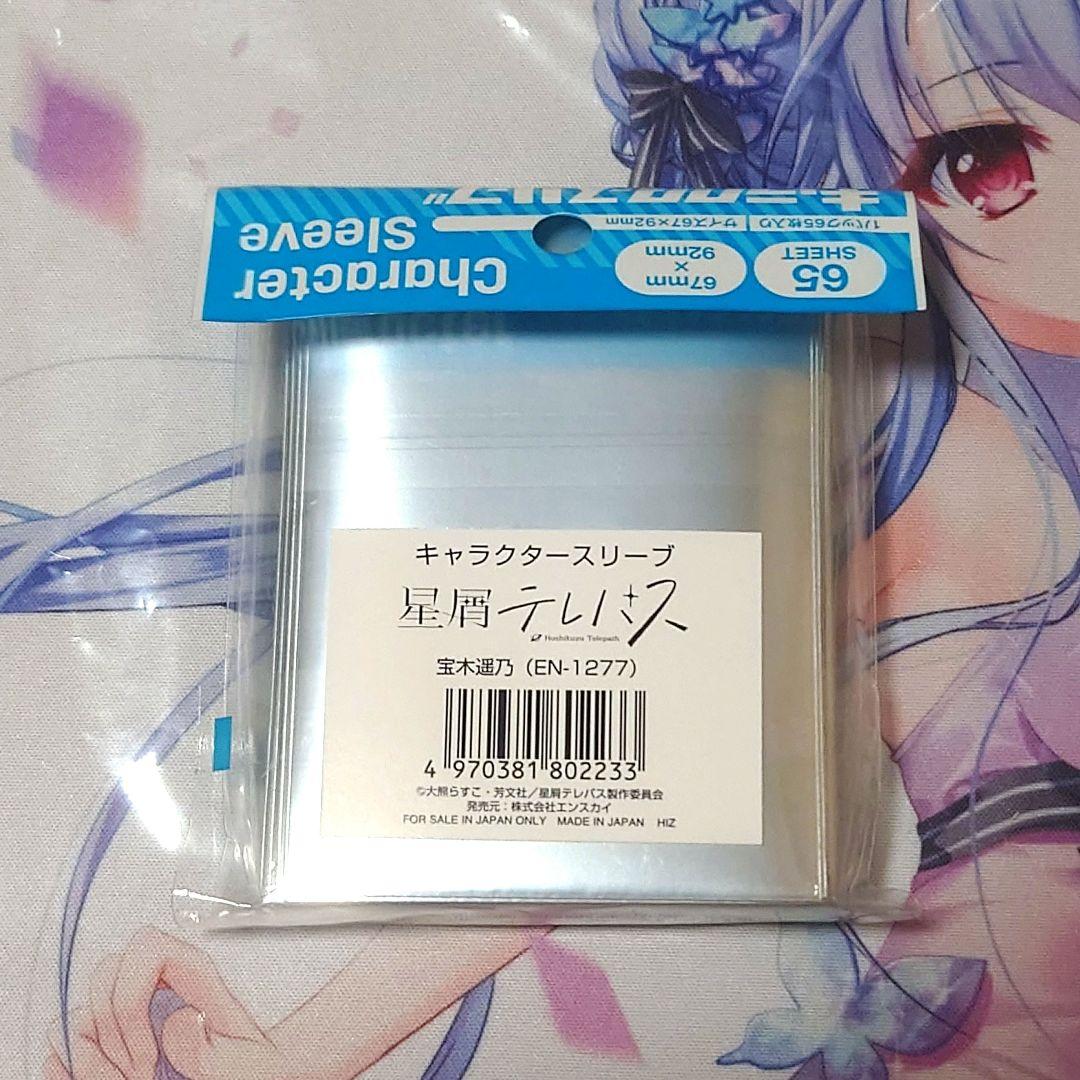 キャラクタースリーブ
Character
Sleeve
1パック65枚入り サイズ67×92mm
65
SHEET
67mm
×
92mm
キャラクタースリーブ
星屑テレパス
Hoshikuzu Telepath
宝木遥乃（EN-1277）
4 970381 802233
©大熊らすこ・芳文社／星屑テレパス製作委員会
発売元：株式会社エンスカイ
FOR SALE IN JAPAN ONLY MADE IN JAPAN HIZ